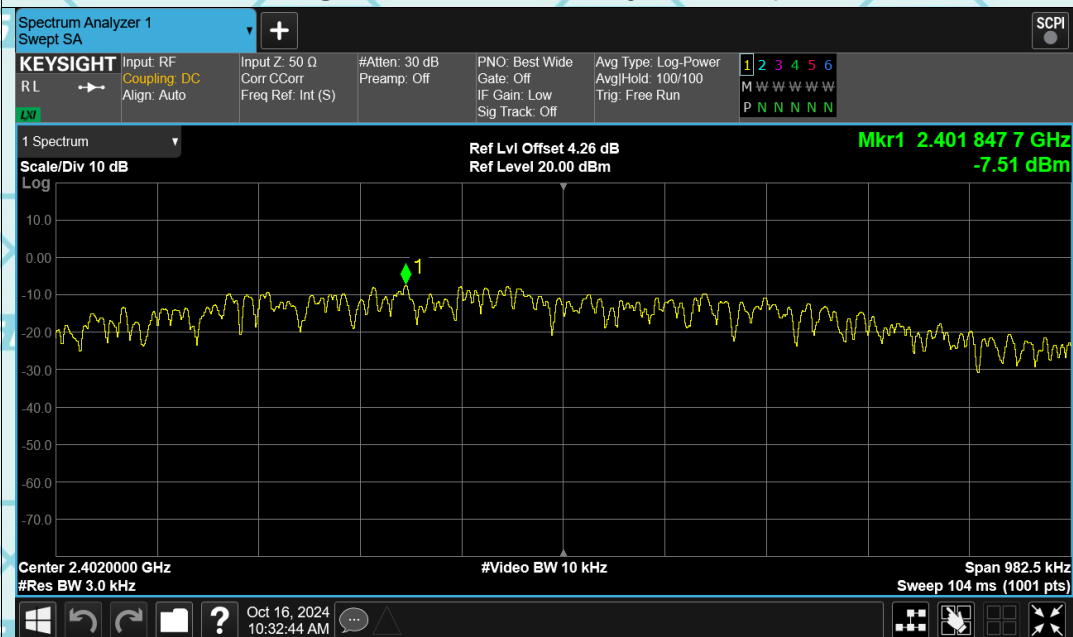 Spectrum Analyzer 1
Swept SA
+
SCPI
KEYSIGHT
RL
LXI
Input: RF
Coupling: DC
Align: Auto
Input Z: 50 Ω
Corr CCorr
Freq Ref: Int (S)
#Atten: 30 dB
Preamp: Off
PNO: Best Wide
Gate: Off
IF Gain: Low
Sig Track: Off
Avg Type: Log-Power
Avg|Hold: 100/100
Trig: Free Run
1 2 3 4 5 6
M W W W W W
P N N N N N
1 Spectrum
Scale/Div 10 dB
Ref Lvl Offset 4.26 dB
Ref Level 20.00 dBm
Mkr1 2.401 847 7 GHz
-7.51 dBm
Log
10.0
0.00
1
-10.0
-20.0
-30.0
-40.0
-50.0
-60.0
-70.0
Center 2.4020000 GHz
#Video BW 10 kHz
Span 982.5 kHz
#Res BW 3.0 kHz
Sweep 104 ms (1001 pts)
?
Oct 16, 2024
10:32:44 AM